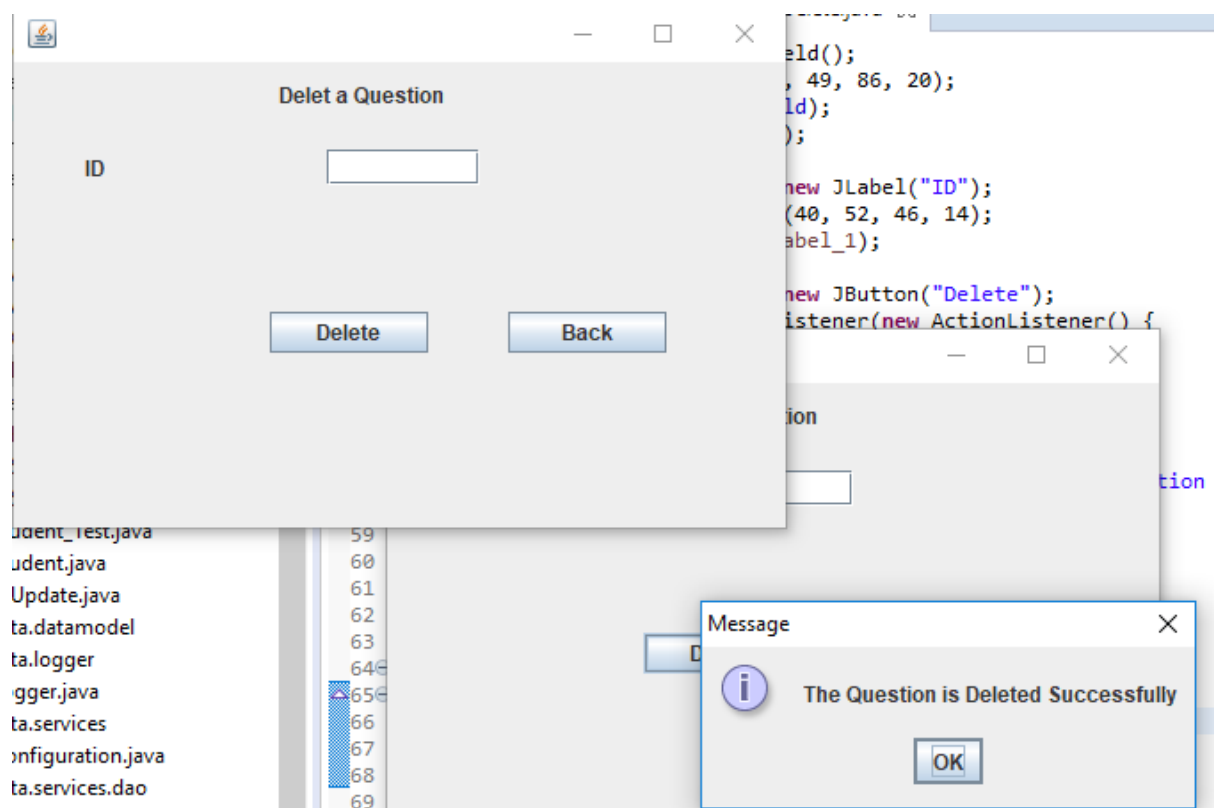 Delet a Question
ID
Delete
Back
eld();
, 49, 86, 20);
ld);
);
new JLabel("ID");
(40, 52, 46, 14);
abel_1);
new JButton("Delete");
istener(new ActionListener() {
tion
tion
udent_Test.java
udent.java
Update.java
ta.datamodel
ta.logger
gger.java
ta.services
onfiguration.java
ta.services.dao
59
60
61
62
63
64
65
66
67
68
69
D
Message
The Question is Deleted Successfully
OK